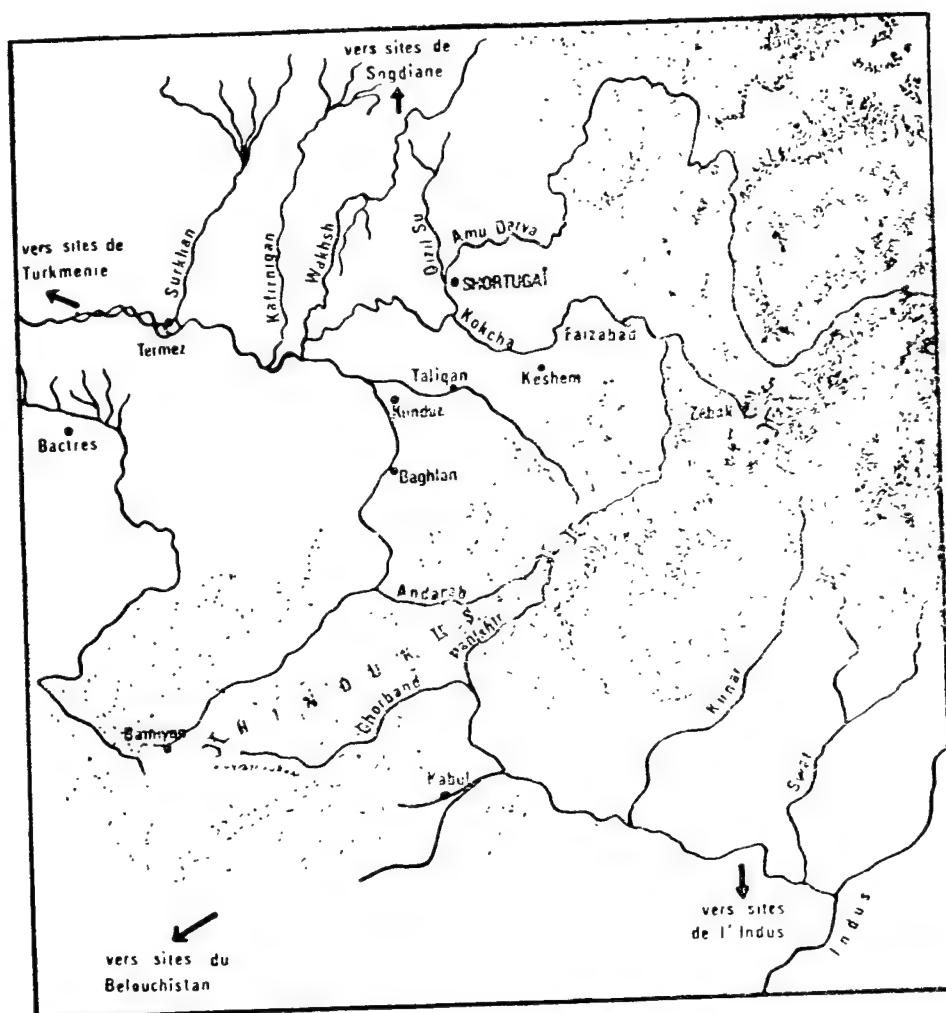 vers sites de
Sogdiane
vers sites de
Turkmenie
Surkhan
Kafirnigan
Wakhsh
Qizil Su
Amu Darya
SHORTUGAÏ
Kokcha
Faizabad
Termez
Taliqan
Keshem
Kunduz
Zebak
Bactres
Baghlan
Andarab
HINDUKUS
Panjshir
Ghorband
Kunar
Swat
Bamiyan
Kabul
vers sites
de l'Indus
Indus
vers sites du
Belouchistan